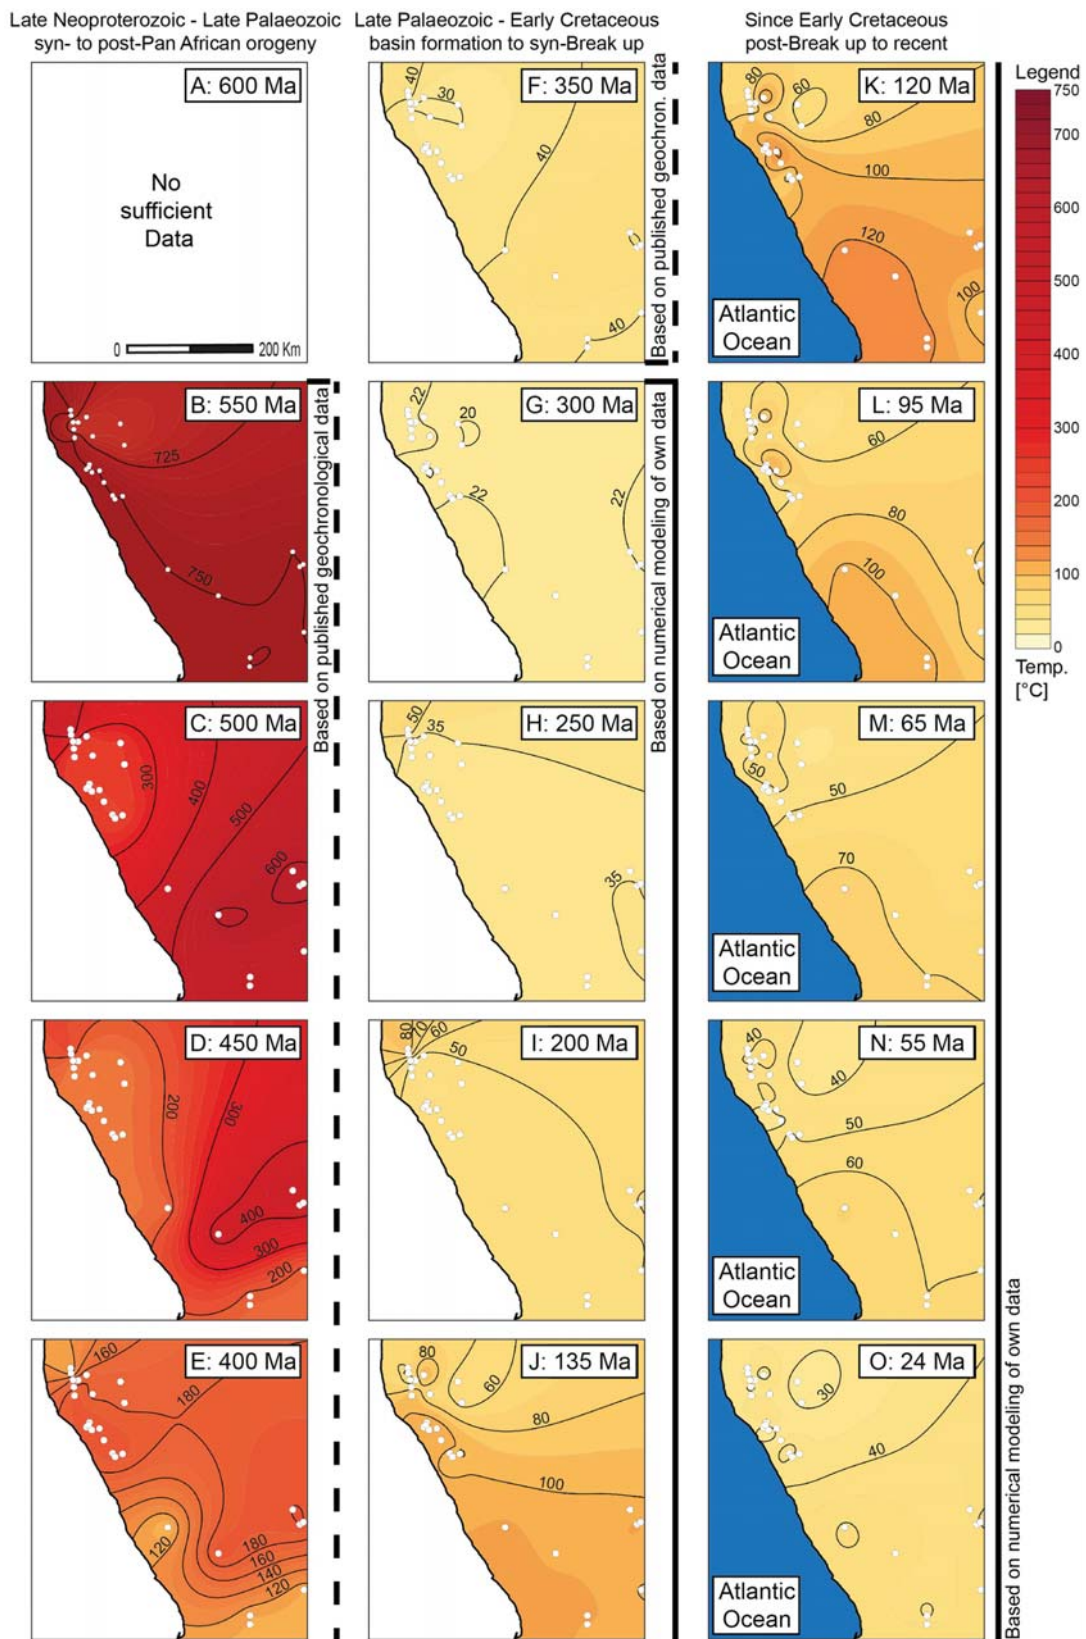 Late Neoproterozoic - Late Palaeozoic
syn- to post-Pan African orogeny
A: 600 Ma
No
sufficient
Data
0
200 Km
B: 550 Ma
725
750
C: 500 Ma
300
400
500
600
D: 450 Ma
200
300
400
300
200
E: 400 Ma
160
180
120
180
160
140
120
Based on published geochronological data
Late Palaeozoic - Early Cretaceous
basin formation to syn-Break up
F: 350 Ma
40
30
40
40
Based on published geochron. data
G: 300 Ma
22
20
22
22
H: 250 Ma
50
35
35
I: 200 Ma
80
70
60
50
J: 135 Ma
80
60
80
100
Based on numerical modeling of own data
Since Early Cretaceous
post-Break up to recent
K: 120 Ma
80
60
80
100
120
100
Atlantic
Ocean
L: 95 Ma
60
80
100
Atlantic
Ocean
M: 65 Ma
50
50
70
Atlantic
Ocean
N: 55 Ma
40
40
50
60
Atlantic
Ocean
O: 24 Ma
30
40
Atlantic
Ocean
Based on numerical modeling of own data
Legend
750
700
600
500
400
300
200
100
0
Temp.
[°C]